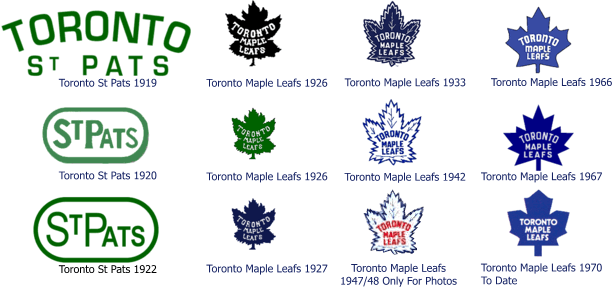 TORONTO
ST PATS
Toronto St Pats 1919
TORONTO
MAPLE
LEAFS
Toronto Maple Leafs 1926
TORONTO
MAPLE
LEAFS
Toronto Maple Leafs 1933
TORONTO
MAPLE
LEAFS
Toronto Maple Leafs 1966
ST PATS
Toronto St Pats 1920
TORONTO
MAPLE
LEAFS
Toronto Maple Leafs 1926
TORONTO
MAPLE
LEAFS
Toronto Maple Leafs 1942
TORONTO
MAPLE
LEAFS
Toronto Maple Leafs 1967
ST PATS
Toronto St Pats 1922
TORONTO
MAPLE
LEAFS
Toronto Maple Leafs 1927
TORONTO
MAPLE
LEAFS
Toronto Maple Leafs
1947/48 Only For Photos
TORONTO
MAPLE
LEAFS
Toronto Maple Leafs 1970
To Date